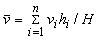 v̄ = Σ_{i=1}^{n} v_i h_i / H